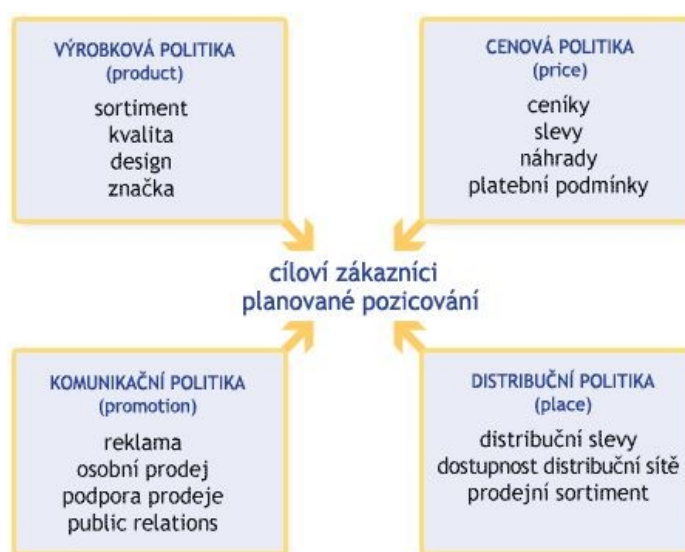 VÝROBKOVÁ POLITIKA
(product)
sortiment
kvalita
design
značka
CENOVÁ POLITIKA
(price)
ceníky
slevy
náhrady
platební podmínky
cíloví zákazníci
planované pozicování
KOMUNIKAČNÍ POLITIKA
(promotion)
reklama
osobní prodej
podpora prodeje
public relations
DISTRIBUČNÍ POLITIKA
(place)
distribuční slevy
dostupnost distribuční sítě
prodejní sortiment